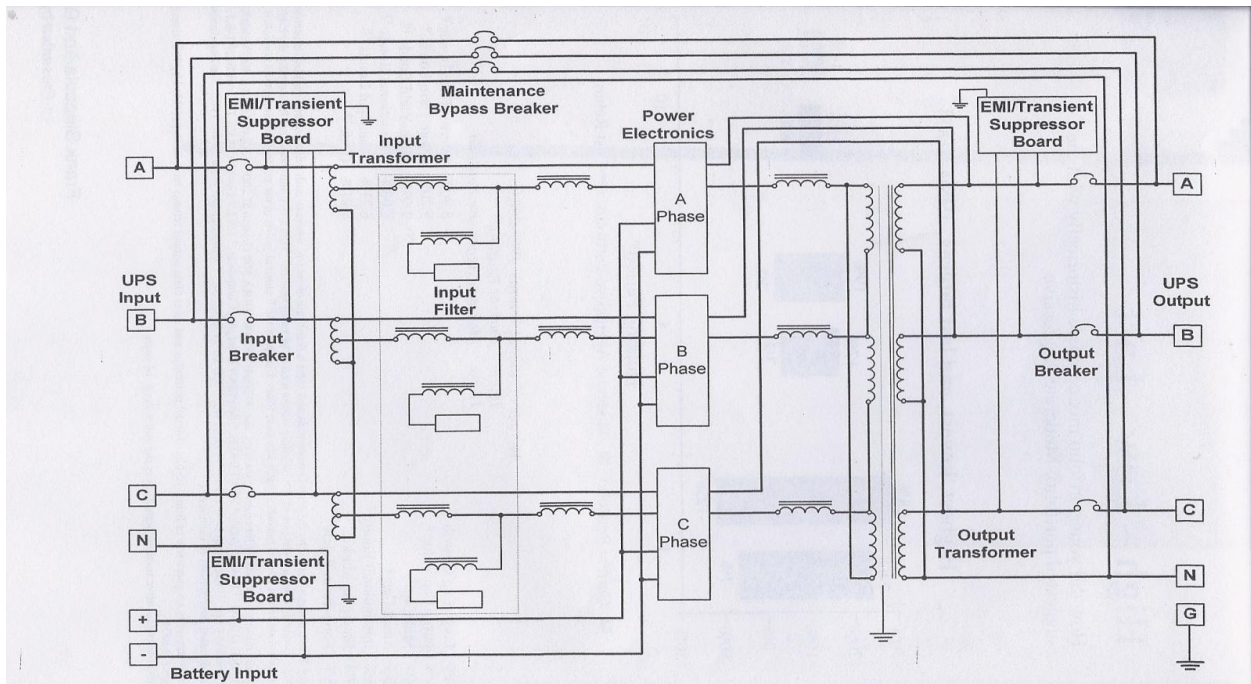 Maintenance
Bypass Breaker
EMI/Transient
Suppressor
Board
Input
Transformer
Power
Electronics
EMI/Transient
Suppressor
Board
A
A
Phase
A
UPS
Input
B
Input
Breaker
Input
Filter
B
Phase
UPS
Output
B
Output
Breaker
C
C
Phase
C
N
EMI/Transient
Suppressor
Board
Output
Transformer
N
+
G
-
Battery Input